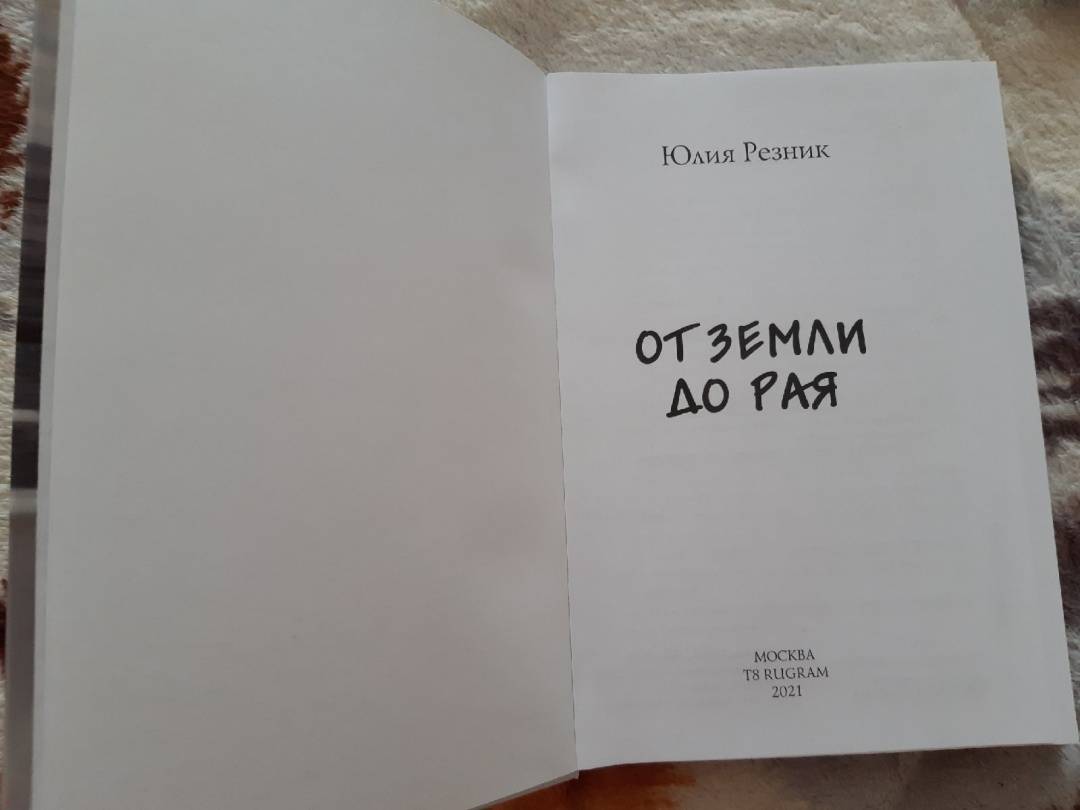 Юлия Резник
ОТ ЗЕМЛИ
ДО РАЯ
МОСКВА
T8 RUGRAM
2021